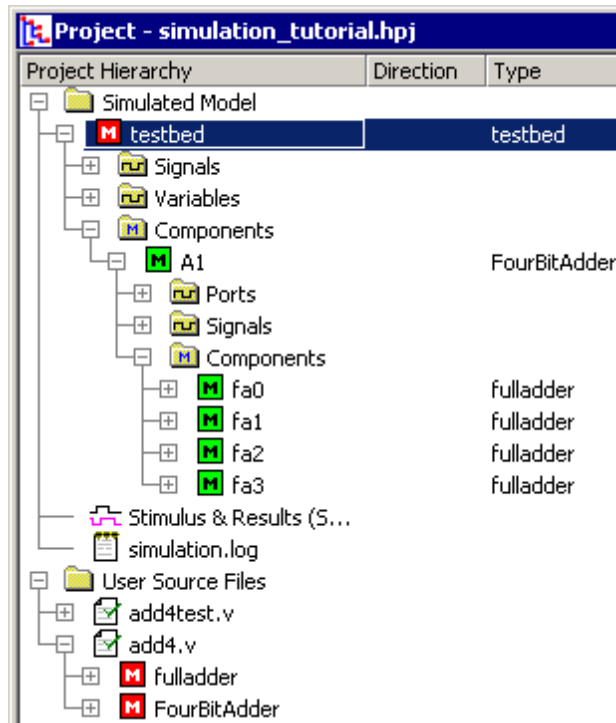 Project - simulation_tutorial.hpj
Project Hierarchy Direction Type
Simulated Model
M testbed testbed
Signals
Variables
M Components
M A1 FourBitAdder
Ports
Signals
M Components
M fa0 fulladder
M fa1 fulladder
M fa2 fulladder
M fa3 fulladder
Stimulus & Results (S...
simulation.log
User Source Files
add4test.v
add4.v
M fulladder
M FourBitAdder